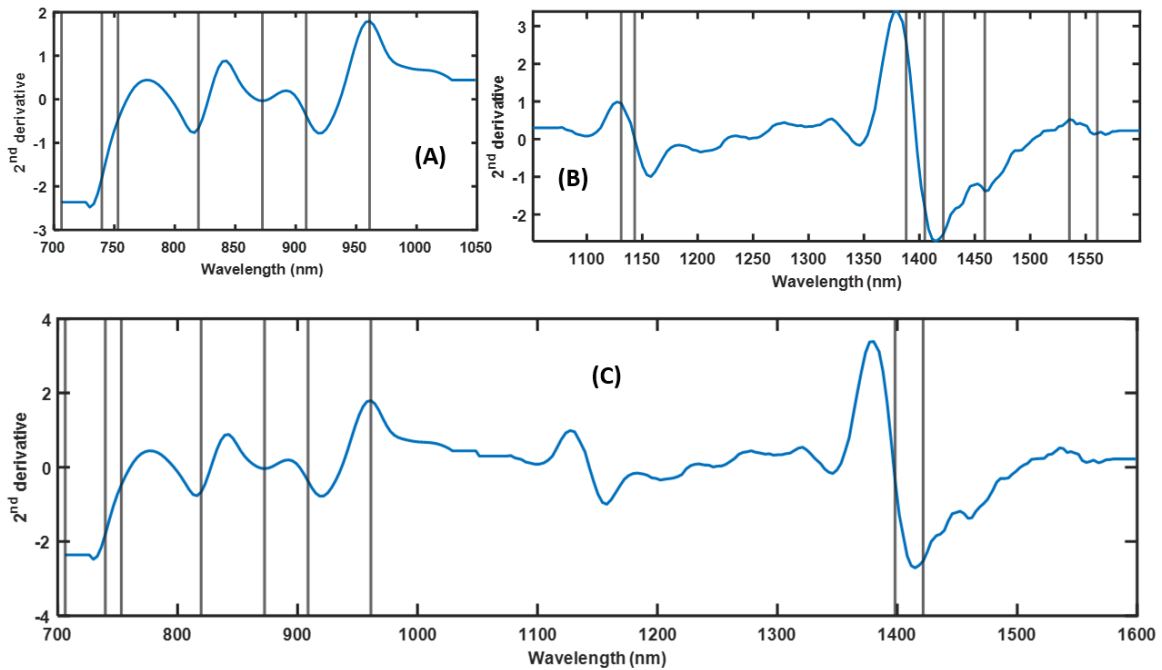 2
1
0
-1
-2
-3
2nd derivative
700 750 800 850 900 950 1000 1050
Wavelength (nm)
(A)
3
2
1
0
-1
-2
2nd derivative
1100 1150 1200 1250 1300 1350 1400 1450 1500 1550
Wavelength (nm)
(B)
4
2
0
-2
-4
2nd derivative
(C)
700 800 900 1000 1100 1200 1300 1400 1500 1600
Wavelength (nm)